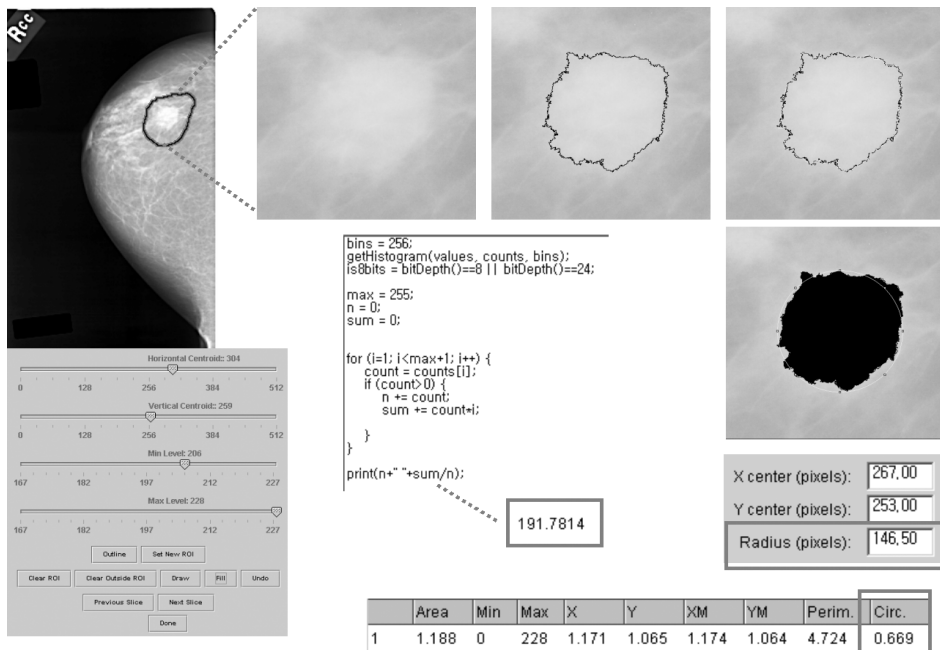 Rcc
Horizontal Centroid:: 304
0 128 256 384 512
Vertical Centroid:: 259
0 128 256 384 512
Min Level: 206
167 182 197 212 227
Max Level: 228
167 182 197 212 227
Outline Set New ROI
Clear ROI Clear Outside ROI Draw Fill Undo
Previous Slice Next Slice
Done
bins = 256;
getHistogram(values, counts, bins);
is8bits = bitDepth()==8 || bitDepth()==24;
max = 255;
n = 0;
sum = 0;
for (i=1; i<max+1; i++) {
count = counts[i];
if (count>0) {
n += count;
sum += count*i;
}
}
print(n+" "+sum/n);
191.7814
X center (pixels): 267,00
Y center (pixels): 253,00
Radius (pixels): 146,50
Area Min Max X Y XM YM Perim. Circ.
1 1.188 0 228 1.171 1.065 1.174 1.064 4.724 0.669